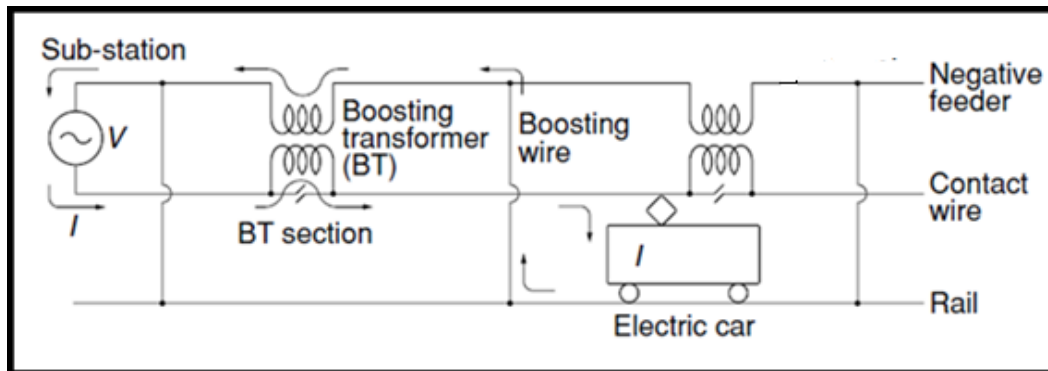 Sub-station
V
I
Boosting
transformer
(BT)
BT section
Boosting
wire
I
Electric car
Negative
feeder
Contact
wire
Rail